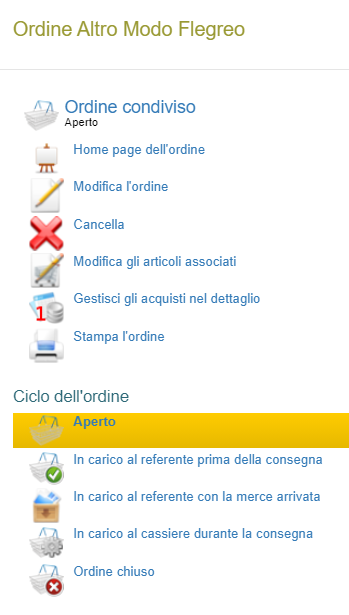 Ordine Altro Modo Flegreo
Ordine condiviso
Aperto
Home page dell'ordine
Modifica l'ordine
Cancella
Modifica gli articoli associati
1
Gestisci gli acquisti nel dettaglio
Stampa l'ordine
Ciclo dell'ordine
Aperto
In carico al referente prima della consegna
In carico al referente con la merce arrivata
In carico al cassiere durante la consegna
Ordine chiuso